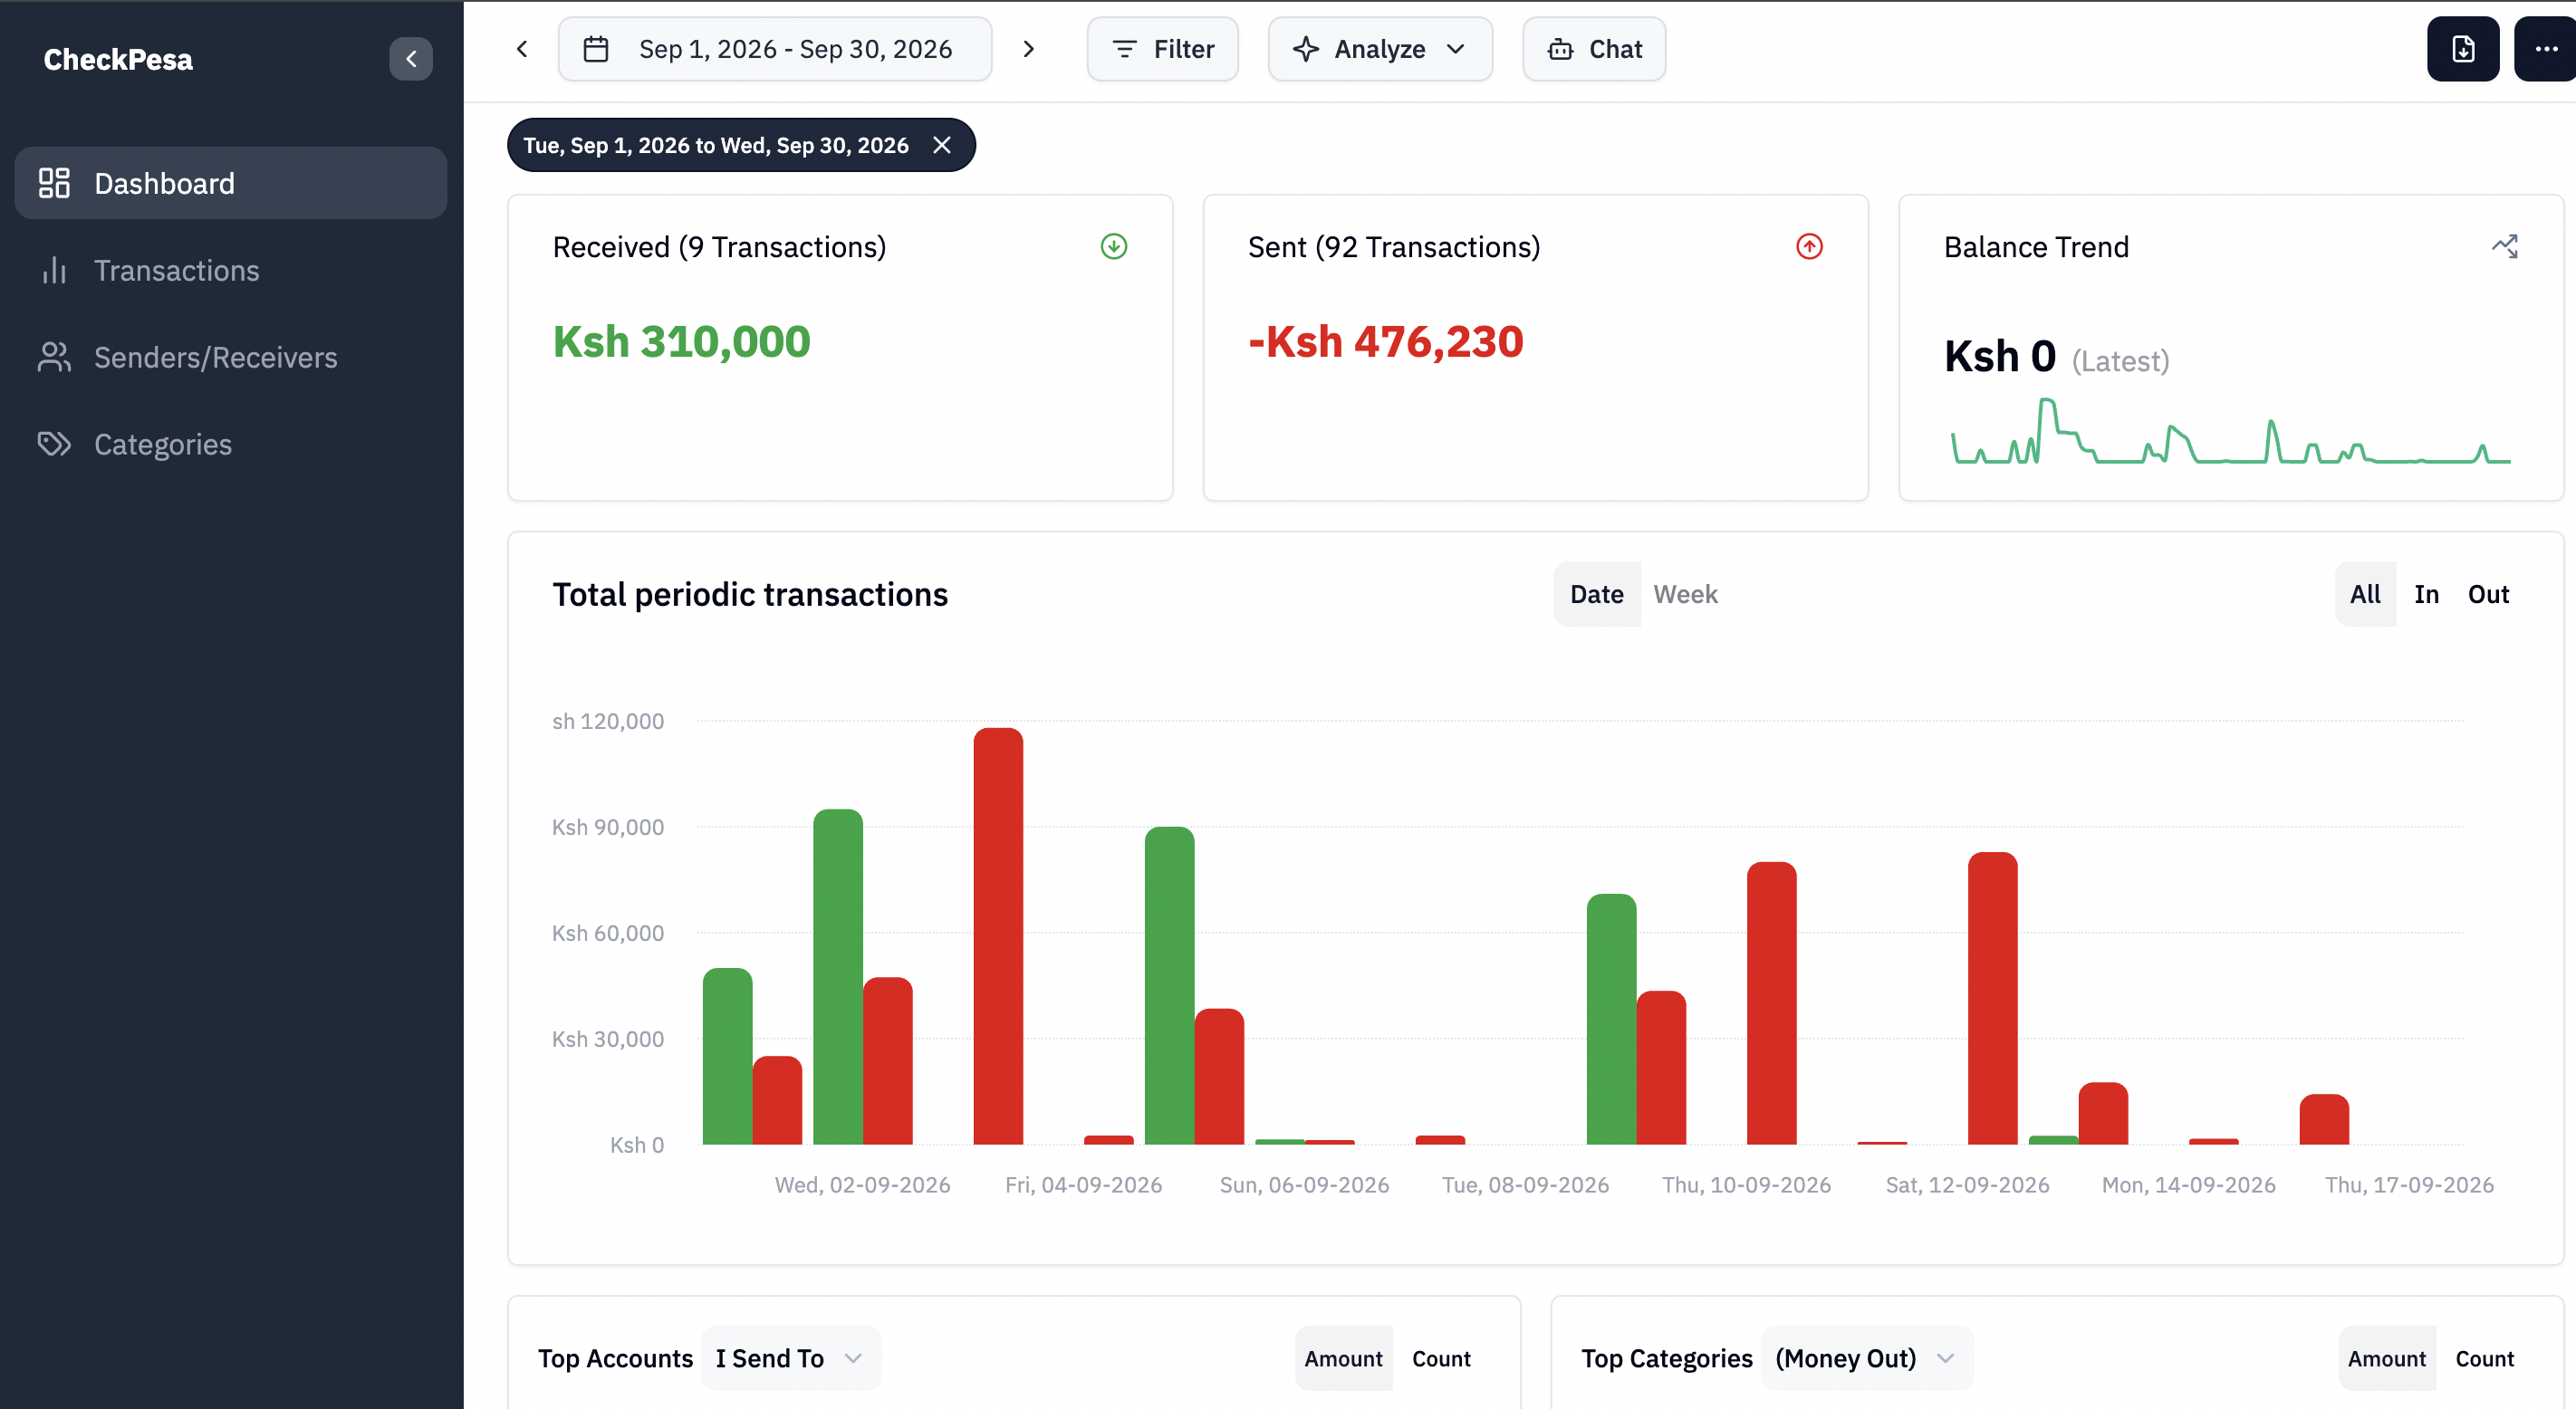 CheckPesa
Dashboard
Transactions
Senders/Receivers
Categories
Sep 1, 2026 - Sep 30, 2026
Filter
Analyze
Chat
Tue, Sep 1, 2026 to Wed, Sep 30, 2026
Received (9 Transactions)
Ksh 310,000
Sent (92 Transactions)
-Ksh 476,230
Balance Trend
Ksh 0 (Latest)
Total periodic transactions
Date Week
All In Out
sh 120,000
Ksh 90,000
Ksh 60,000
Ksh 30,000
Ksh 0
Wed, 02-09-2026
Fri, 04-09-2026
Sun, 06-09-2026
Tue, 08-09-2026
Thu, 10-09-2026
Sat, 12-09-2026
Mon, 14-09-2026
Thu, 17-09-2026
Top Accounts I Send To
Amount Count
Top Categories (Money Out)
Amount Count